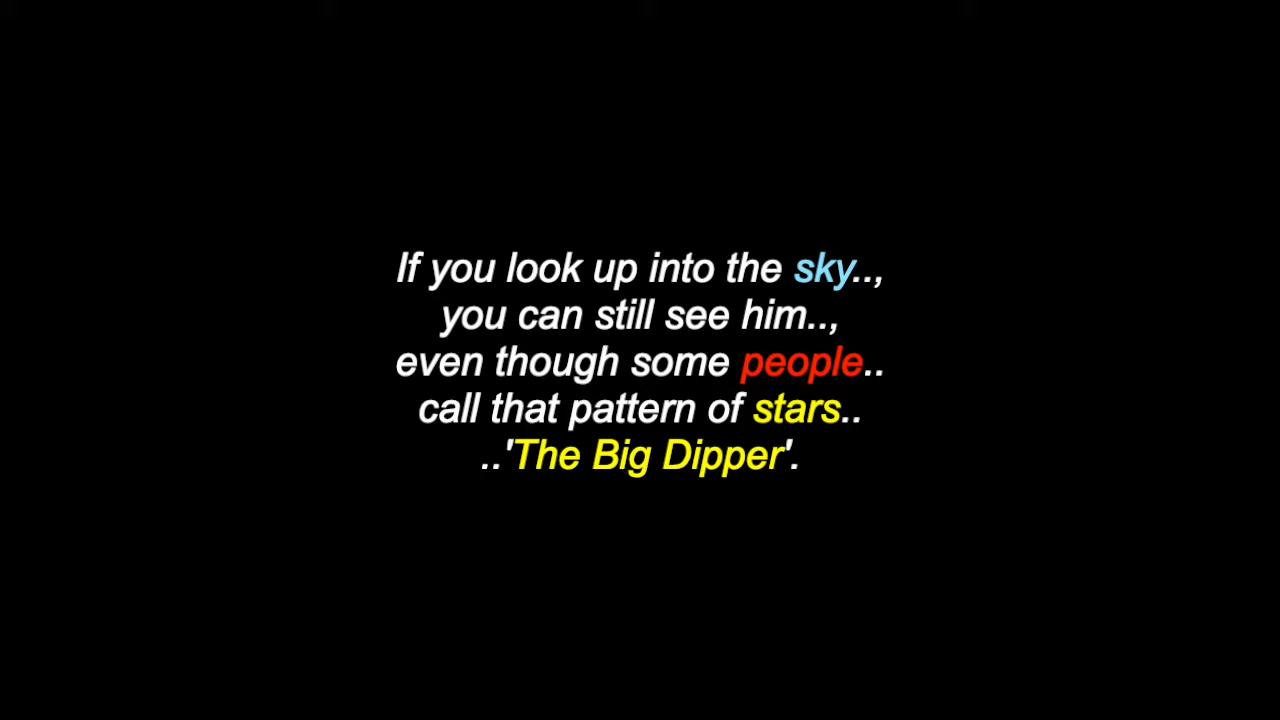 If you look up into the sky..,
you can still see him..,
even though some people..
call that pattern of stars..
..'The Big Dipper'.